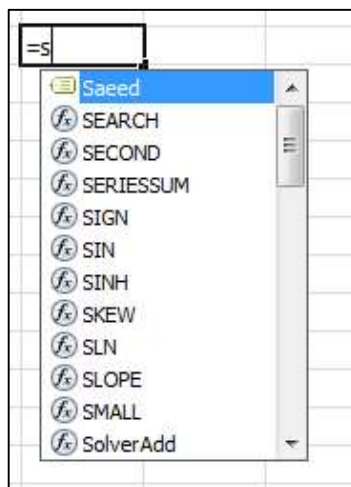 =s
Saeed
SEARCH
SECOND
SERIESSUM
SIGN
SIN
SINH
SKEW
SLN
SLOPE
SMALL
SolverAdd